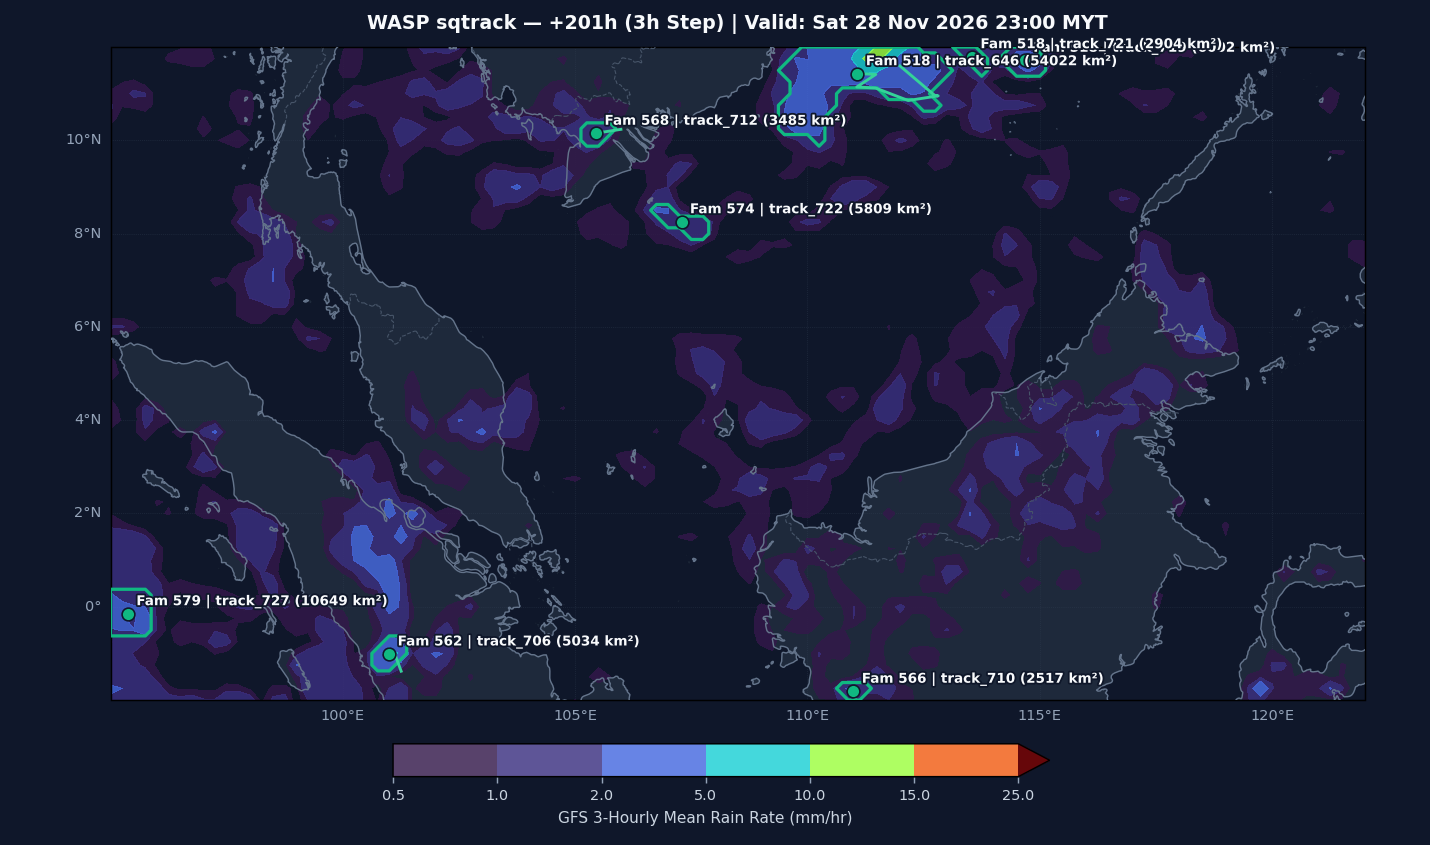 WASP sqtrack — +201h (3h Step) | Valid: Sat 28 Nov 2026 23:00 MYT
Fam 518 | track_721 (2904 km²)
Fam 518 | track_646 (54022 km²)
Fam 568 | track_712 (3485 km²)
Fam 574 | track_722 (5809 km²)
Fam 579 | track_727 (10649 km²)
Fam 562 | track_706 (5034 km²)
Fam 566 | track_710 (2517 km²)
10°N
8°N
6°N
4°N
2°N
0°
100°E 105°E 110°E 115°E 120°E
0.5 1.0 2.0 5.0 10.0 15.0 25.0
GFS 3-Hourly Mean Rain Rate (mm/hr)